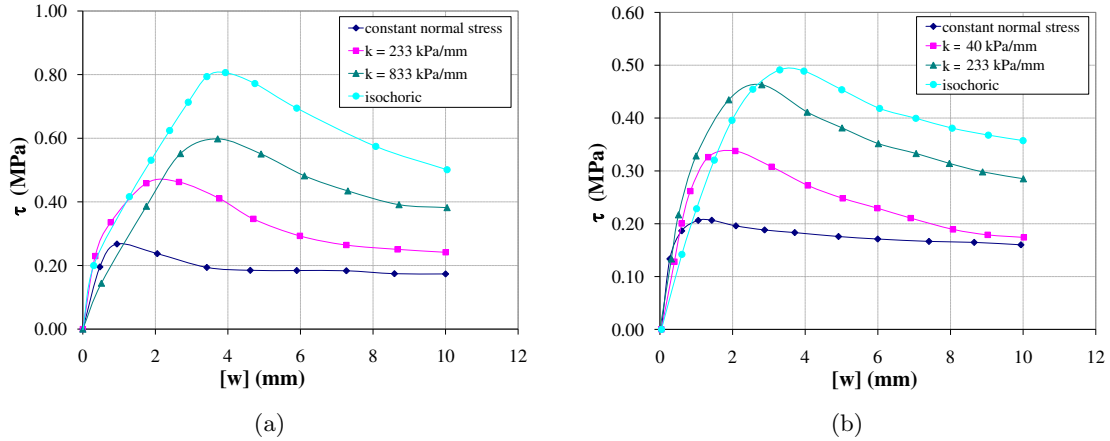 1.00
0.80
0.60
0.40
0.20
0.00
τ (MPa)
0 2 4 6 8 10 12
[w] (mm)
constant normal stress
k = 233 kPa/mm
k = 833 kPa/mm
isochoric
(a)
0.60
0.50
0.40
0.30
0.20
0.10
0.00
τ (MPa)
0 2 4 6 8 10 12
[w] (mm)
constant normal stress
k = 40 kPa/mm
k = 233 kPa/mm
isochoric
(b)